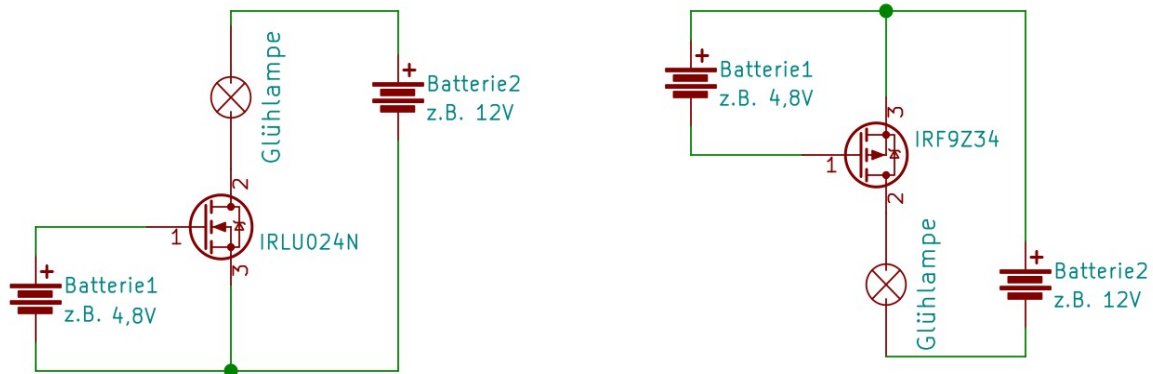 Glühlampe
+
Batterie2
z.B. 12V
2
1
IRLU024N
3
+
Batterie1
z.B. 4,8V
+
Batterie1
z.B. 4,8V
3
IRF9Z34
1
2
Glühlampe
+
Batterie2
z.B. 12V